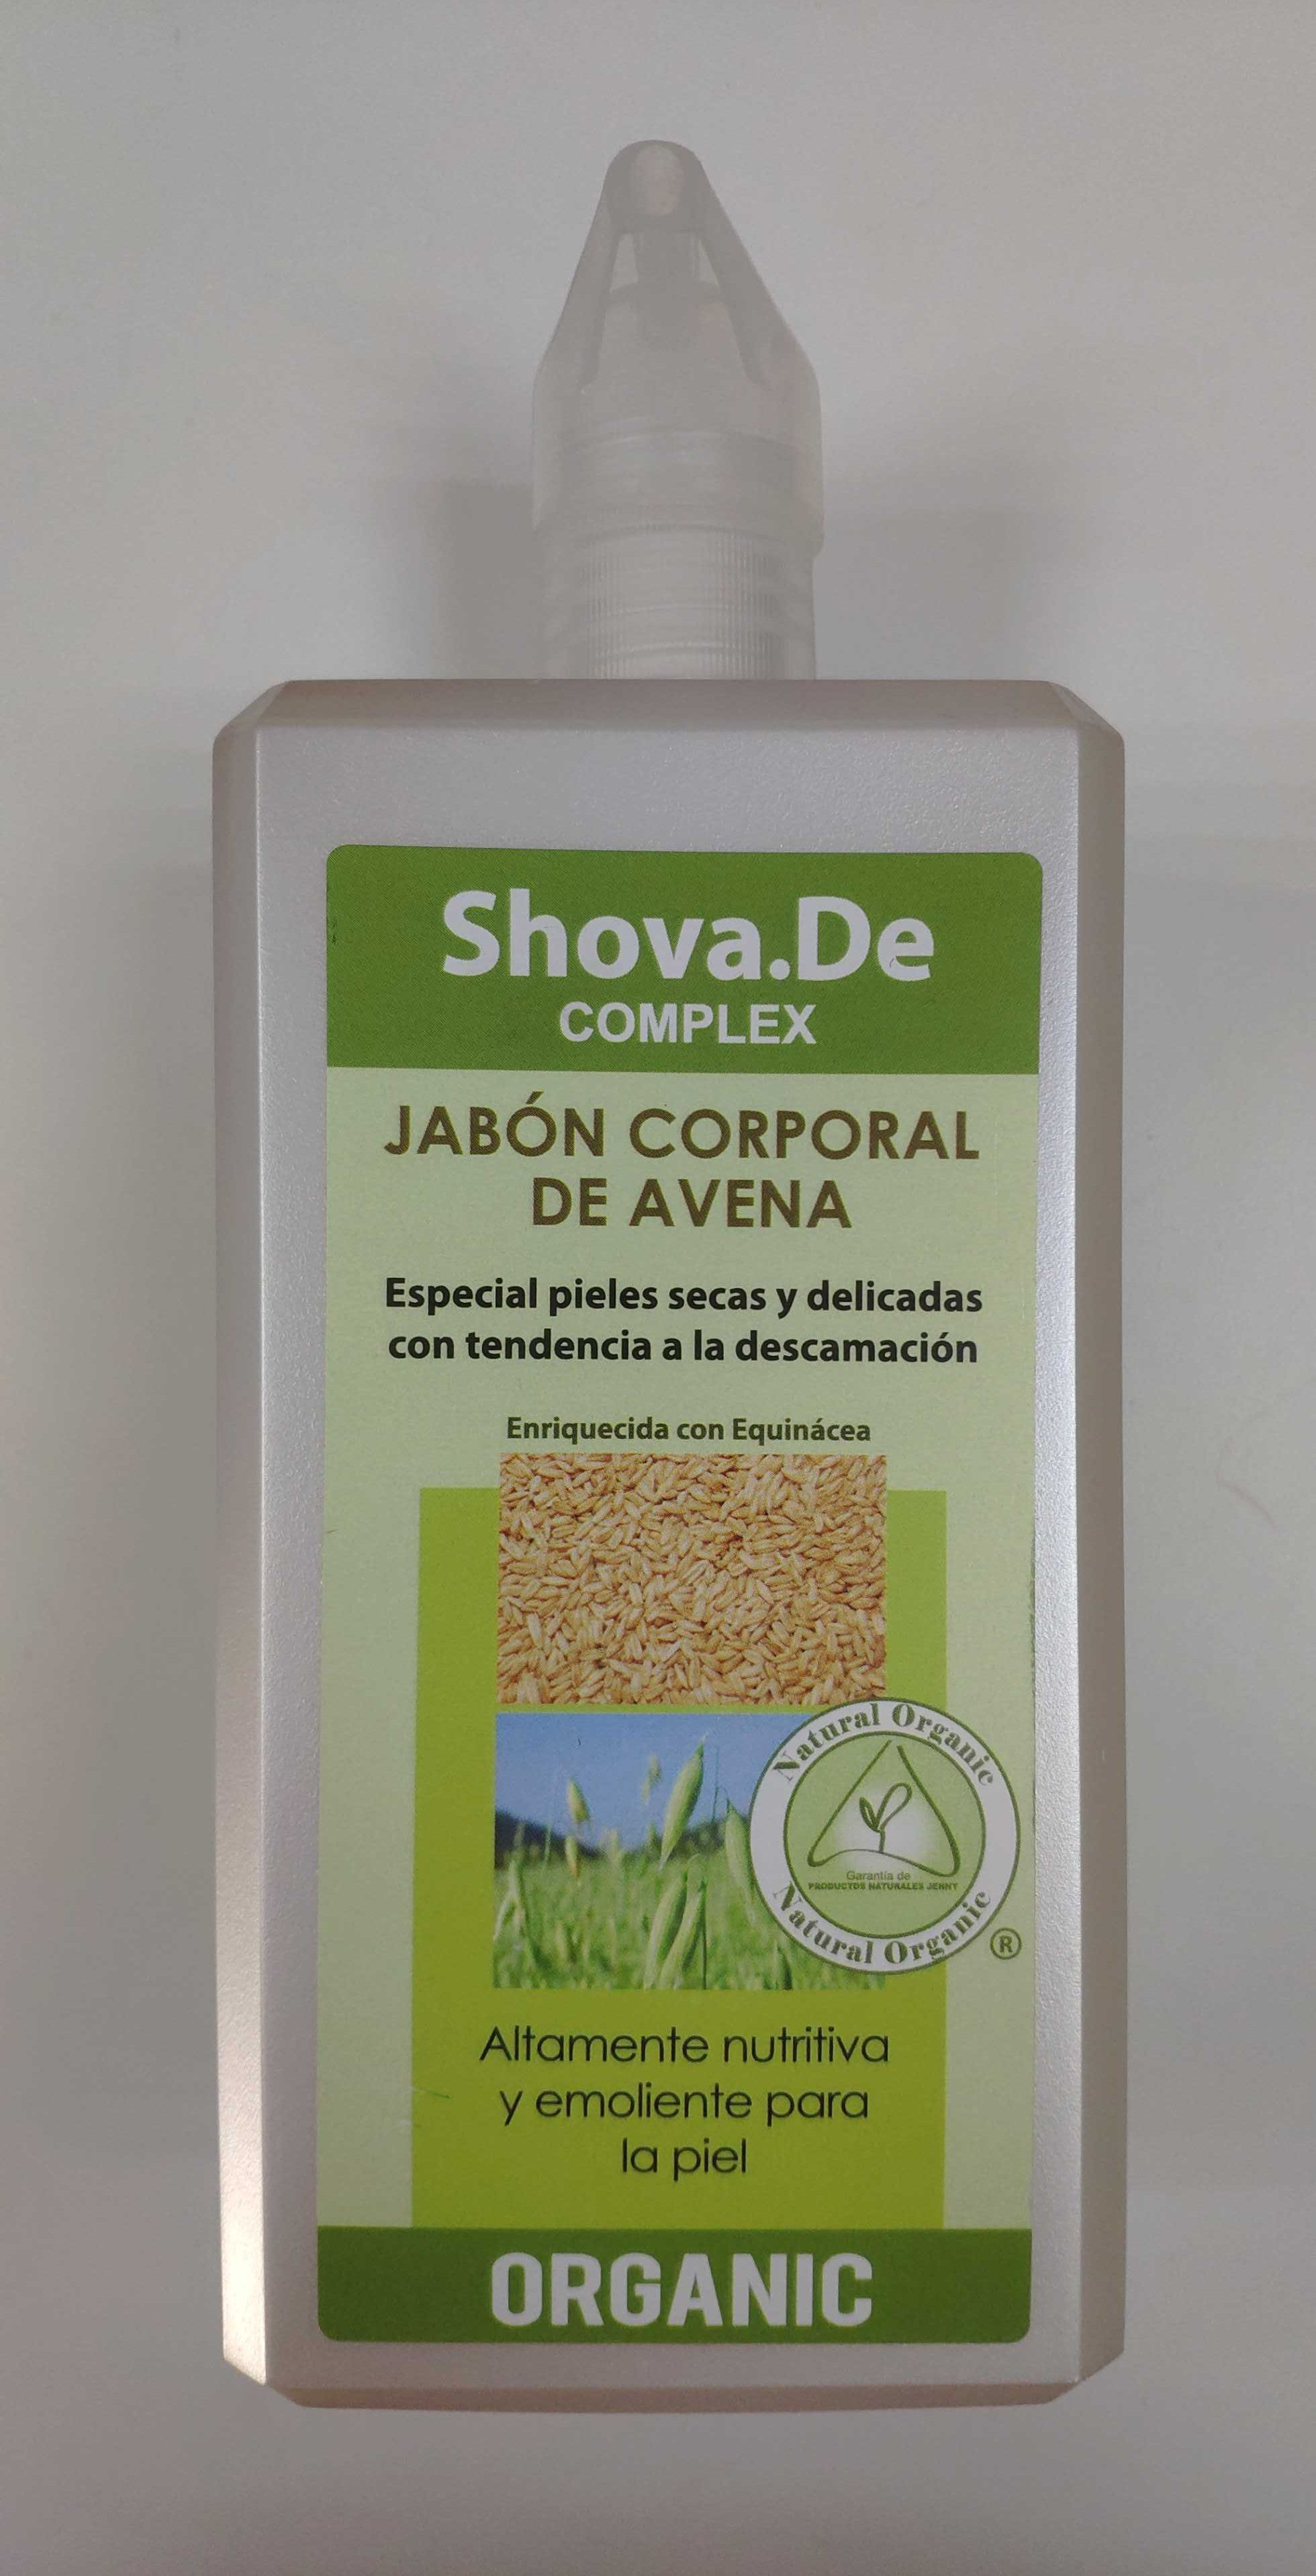 Shova.De
COMPLEX
JABÓN CORPORAL
DE AVENA
Especial pieles secas y delicadas
con tendencia a la descamación
Enriquecida con Equinácea
Natural Organic
Garantía de
PRODUCTOS NATURALES JENNY
Natural Organic
®
Altamente nutritiva
y emoliente para
la piel
ORGANIC